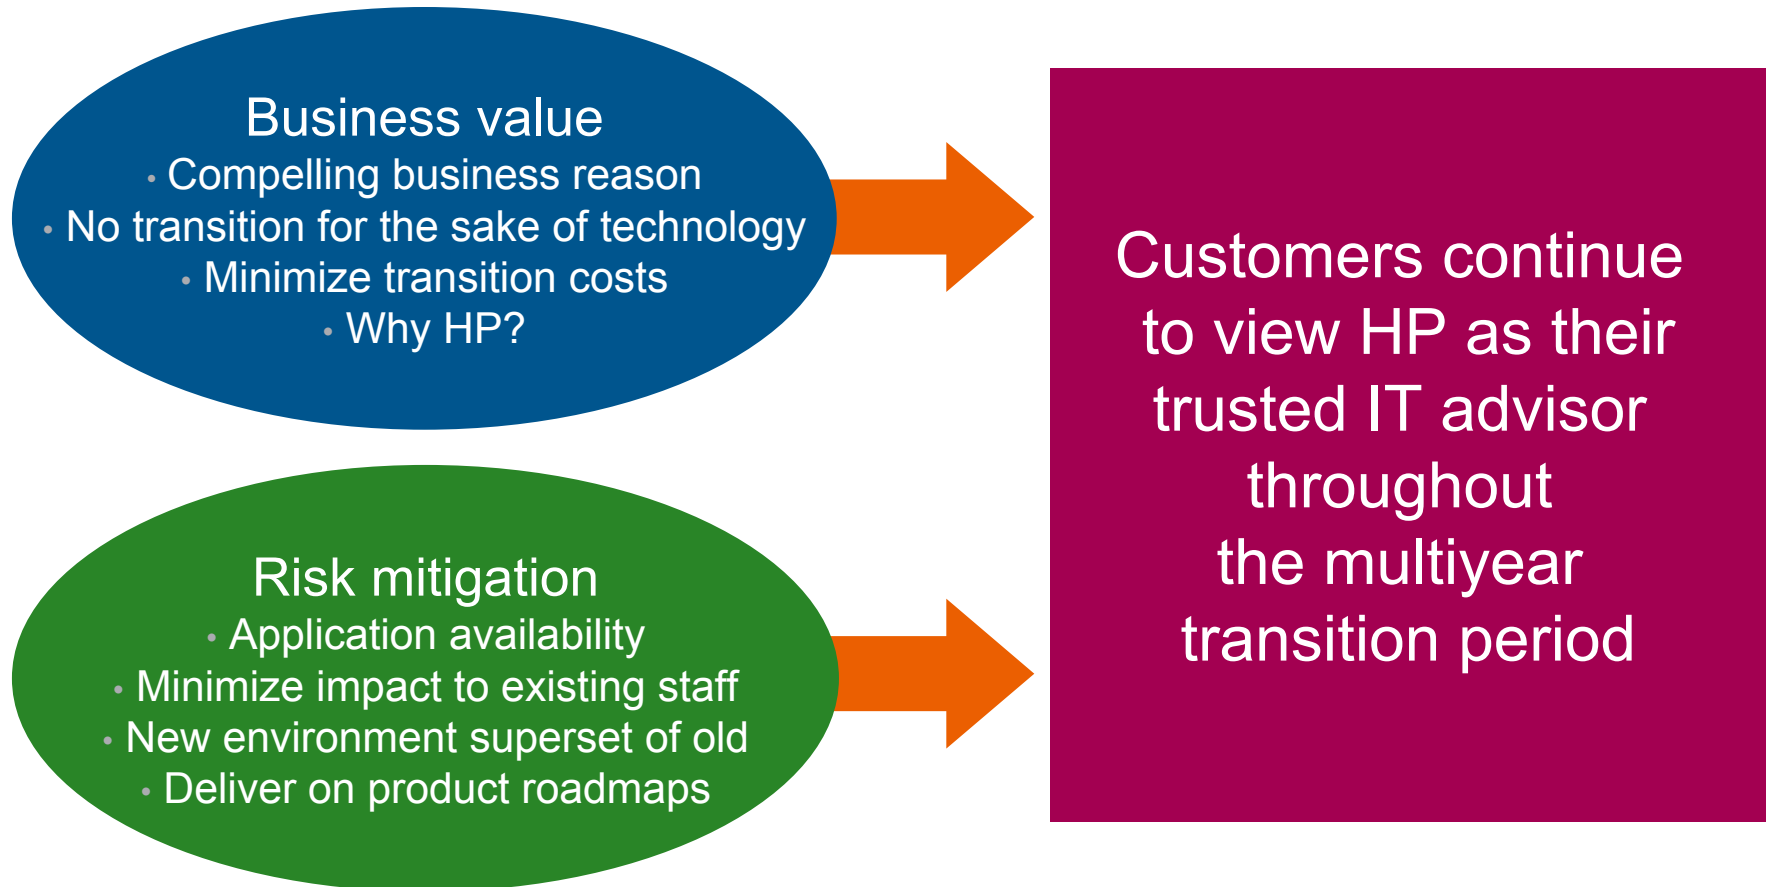 Business value
• Compelling business reason
• No transition for the sake of technology
• Minimize transition costs
• Why HP?
Risk mitigation
• Application availability
• Minimize impact to existing staff
• New environment superset of old
• Deliver on product roadmaps
Customers continue
to view HP as their
trusted IT advisor
throughout
the multiyear
transition period